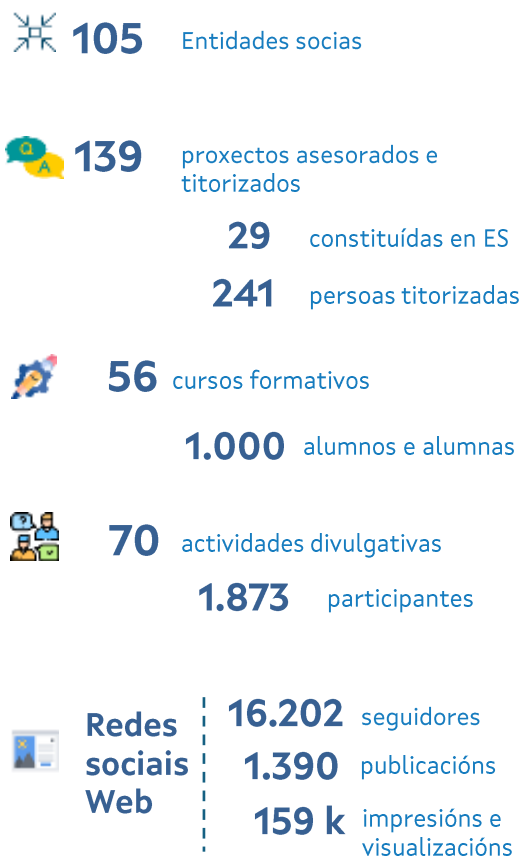 105 Entidades socias
Q
A
139 proxectos asesorados e
titorizados
29 constituídas en ES
241 persoas titorizadas
56 cursos formativos
1.000 alumnos e alumnas
70 actividades divulgativas
1.873 participantes
Redes
sociais
Web
16.202 seguidores
1.390 publicacións
159 k impresións e
visualizacións